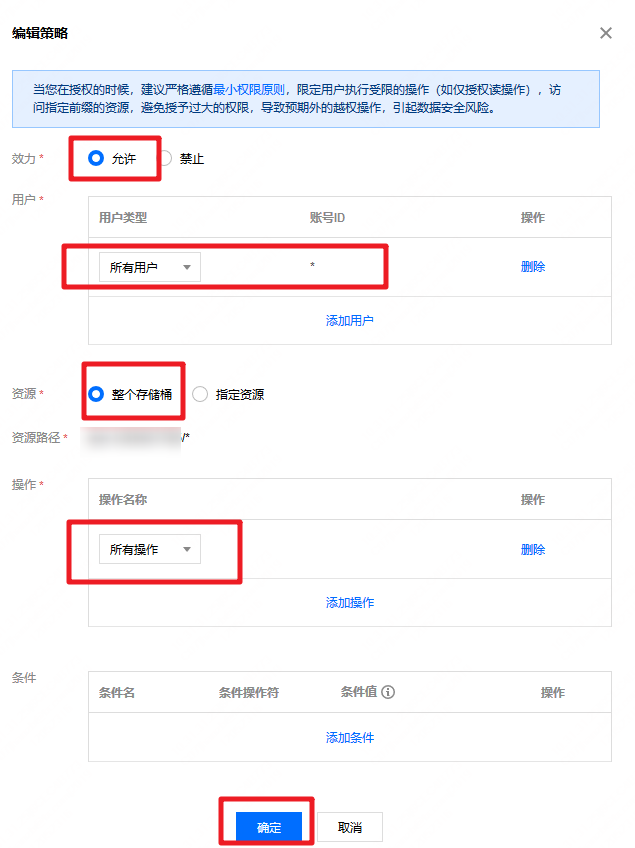 编辑策略
当您在授权的时候，建议严格遵循最小权限原则，限定用户执行受限的操作（如仅授权读操作），访
问指定前缀的资源，避免授予过大的权限，导致预期外的越权操作，引起数据安全风险。
效力 * 允许 禁止
用户 *
用户类型 账号ID 操作
所有用户 * 删除
添加用户
资源 * 整个存储桶 指定资源
资源路径 * /*
操作 *
操作名称 操作
所有操作 删除
添加操作
条件
条件名 条件操作符 条件值 操作
添加条件
确定 取消